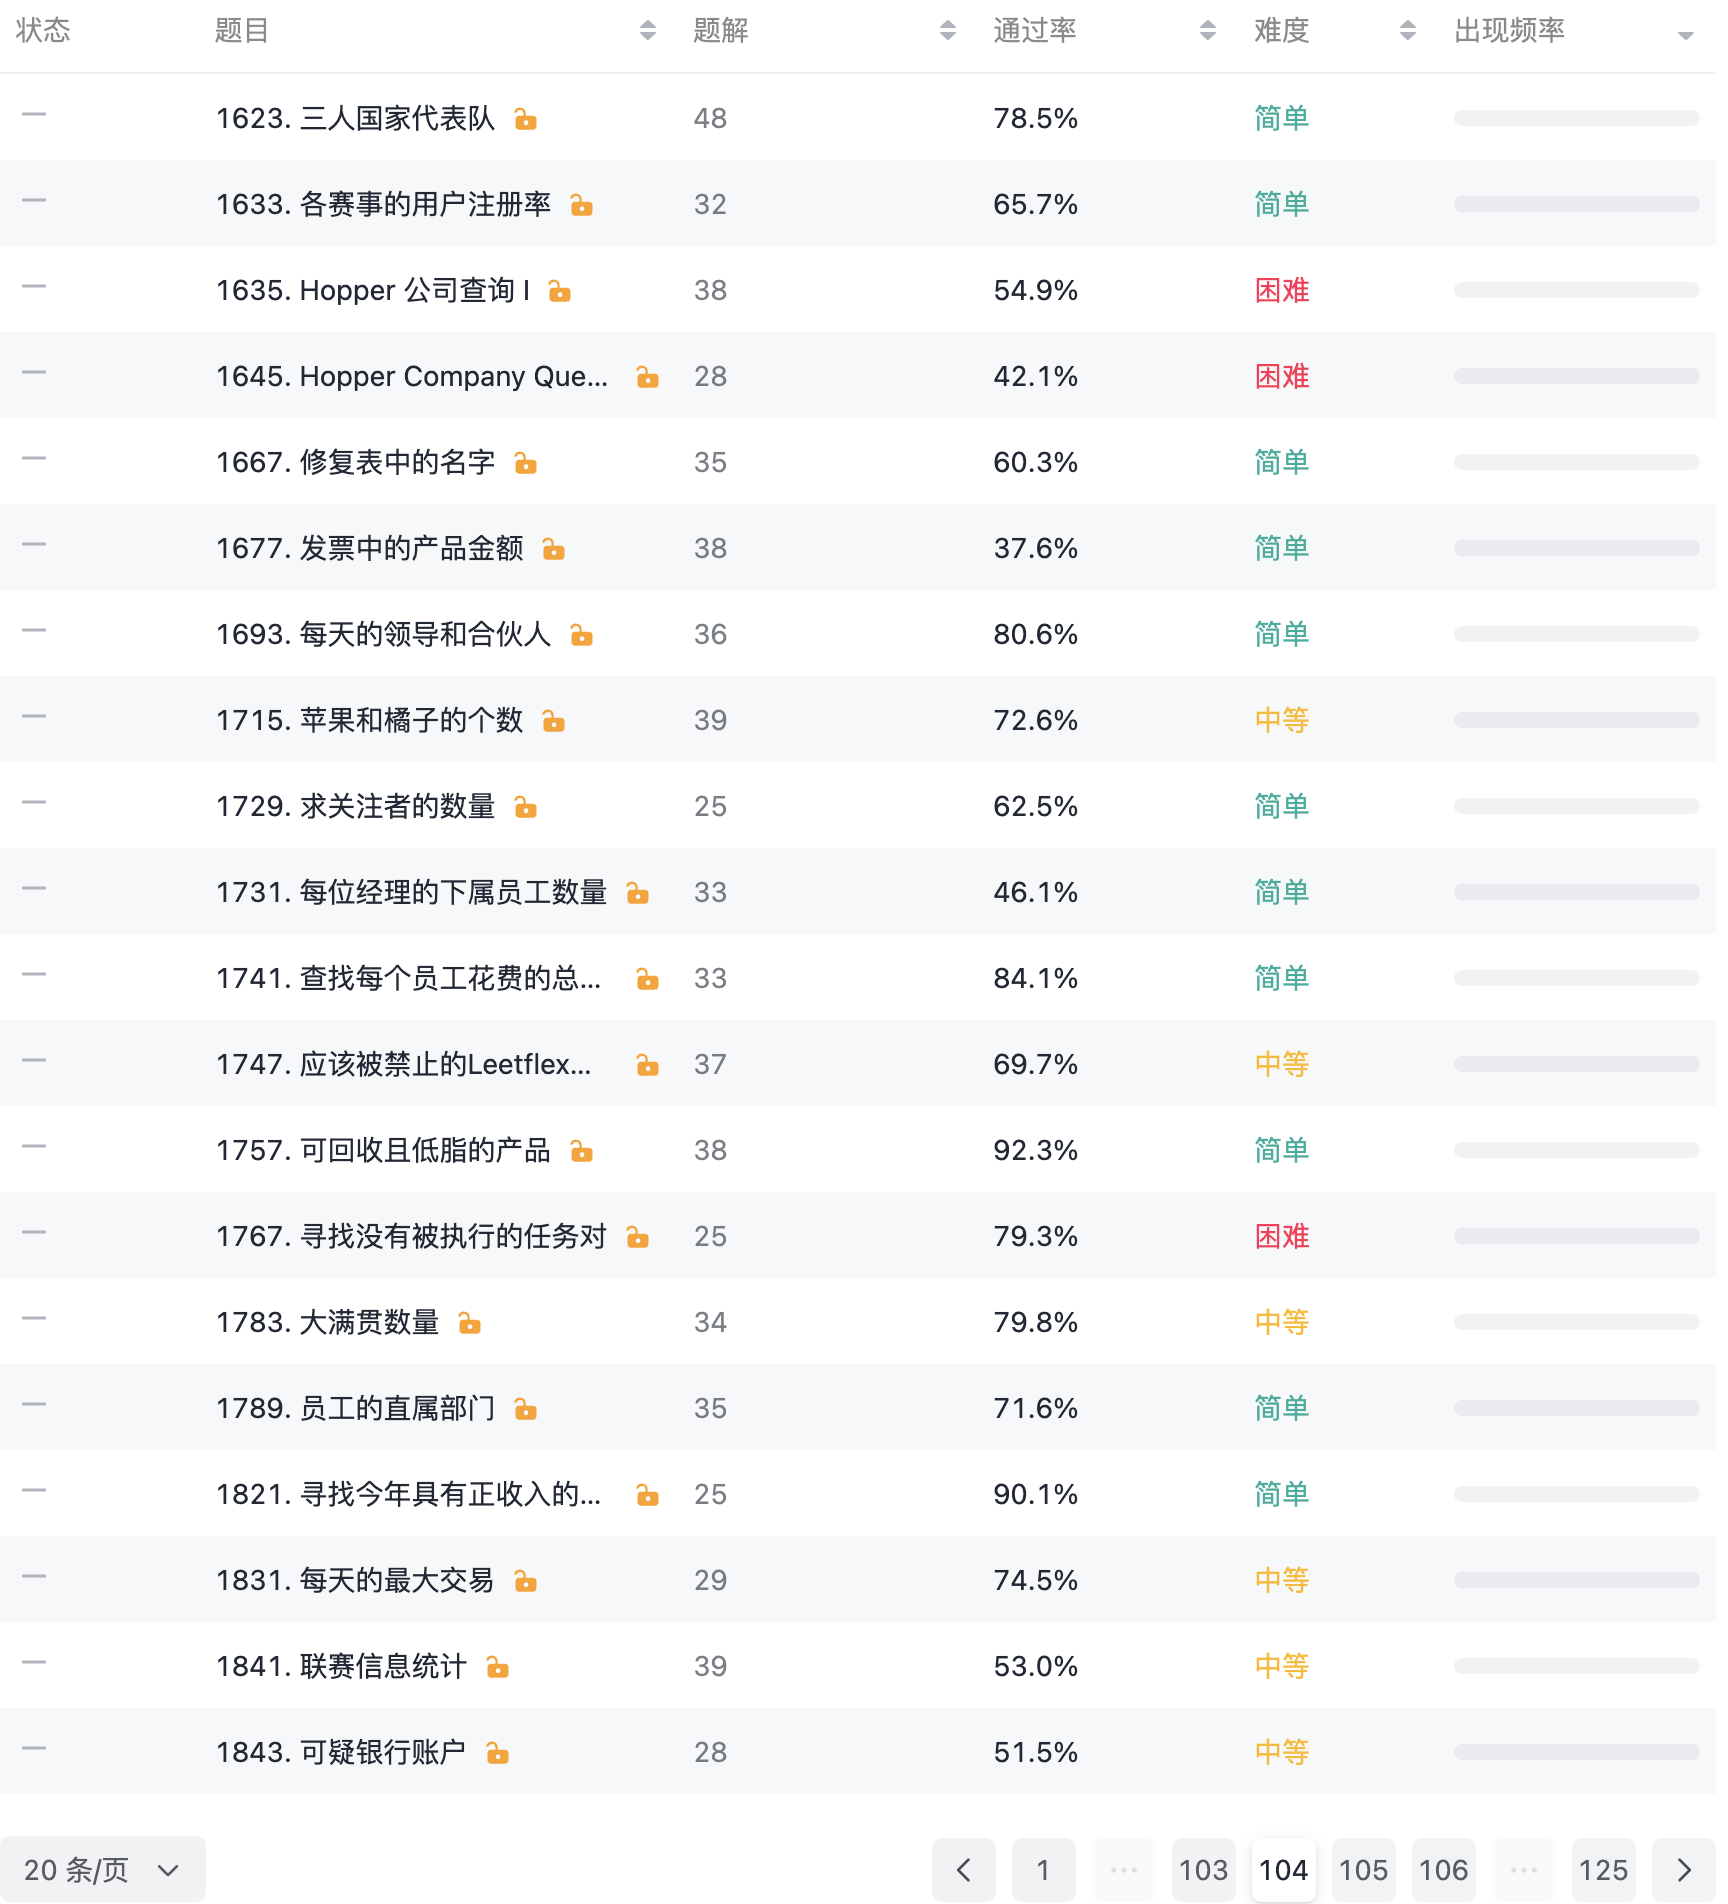 状态 题目 题解 通过率 难度 出现频率
1623. 三人国家代表队 48 78.5% 简单
1633. 各赛事的用户注册率 32 65.7% 简单
1635. Hopper 公司查询 I 38 54.9% 困难
1645. Hopper Company Que... 28 42.1% 困难
1667. 修复表中的名字 35 60.3% 简单
1677. 发票中的产品金额 38 37.6% 简单
1693. 每天的领导和合伙人 36 80.6% 简单
1715. 苹果和橘子的个数 39 72.6% 中等
1729. 求关注者的数量 25 62.5% 简单
1731. 每位经理的下属员工数量 33 46.1% 简单
1741. 查找每个员工花费的总... 33 84.1% 简单
1747. 应该被禁止的Leetflex... 37 69.7% 中等
1757. 可回收且低脂的产品 38 92.3% 简单
1767. 寻找没有被执行的任务对 25 79.3% 困难
1783. 大满贯数量 34 79.8% 中等
1789. 员工的直属部门 35 71.6% 简单
1821. 寻找今年具有正收入的... 25 90.1% 简单
1831. 每天的最大交易 29 74.5% 中等
1841. 联赛信息统计 39 53.0% 中等
1843. 可疑银行账户 28 51.5% 中等
20 条/页 1 ... 103 104 105 106 ... 125